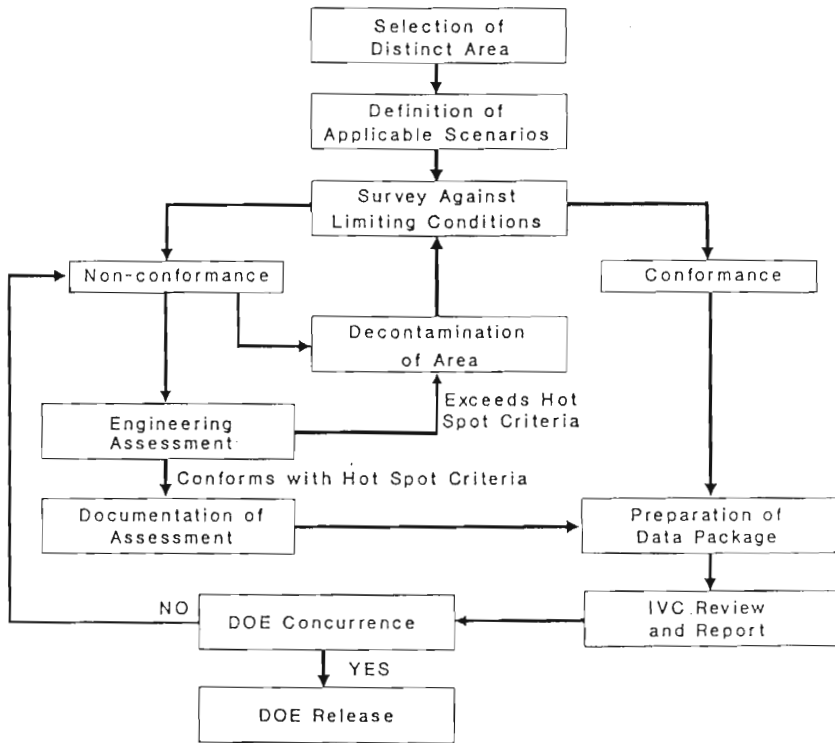 Selection of
Distinct Area
Definition of
Applicable Scenarios
Survey Against
Limiting Conditions
Non-conformance
Conformance
Decontamination
of Area
Exceeds Hot
Spot Criteria
Engineering
Assessment
Conforms with Hot Spot Criteria
Documentation of
Assessment
Preparation of
Data Package
NO
DOE Concurrence
IVC Review
and Report
YES
DOE Release